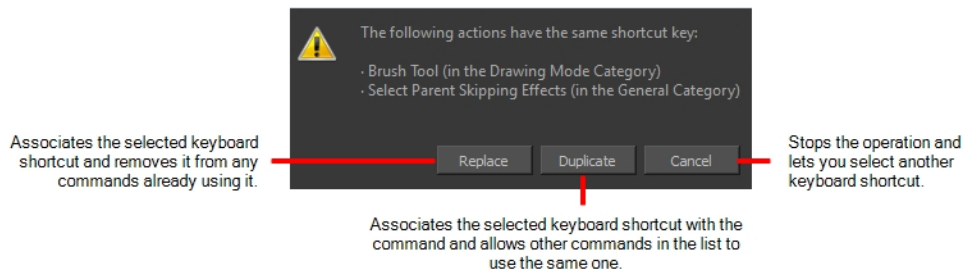 The following actions have the same shortcut key:
· Brush Tool (in the Drawing Mode Category)
· Select Parent Skipping Effects (in the General Category)
Associates the selected keyboard
shortcut and removes it from any
commands already using it.
Replace
Duplicate
Cancel
Stops the operation and
lets you select another
keyboard shortcut.
Associates the selected keyboard shortcut with the
command and allows other commands in the list to
use the same one.